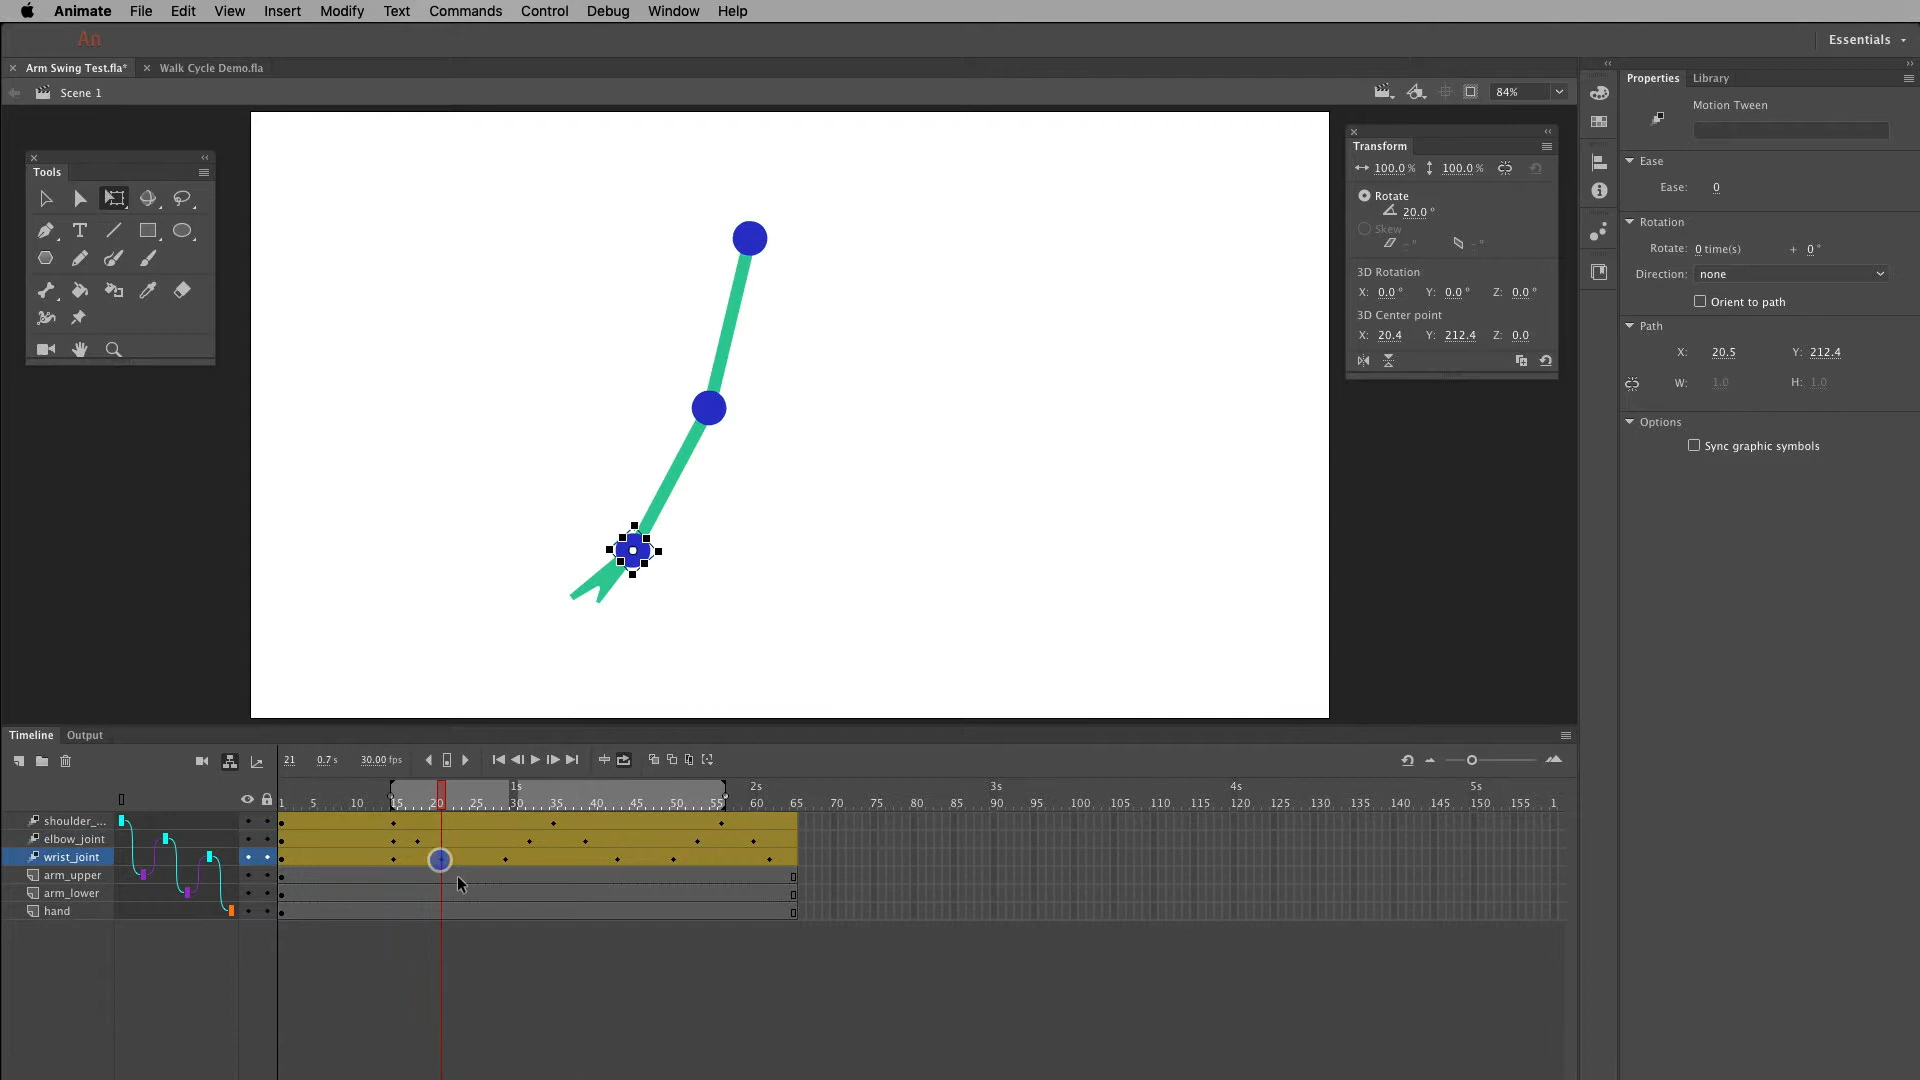 Animate File Edit View Insert Modify Text Commands Control Debug Window Help
An
Essentials
Arm Swing Test.fla* Walk Cycle Demo.fla
Scene 1
84%
Tools
Transform
100.0 % 100.0 %
Rotate
20.0 °
Skew
- ° - °
3D Rotation
X: 0.0 ° Y: 0.0 ° Z: 0.0 °
3D Center point
X: 20.4 Y: 212.4 Z: 0.0
Properties Library
Motion Tween
Ease
Ease: 0
Rotation
Rotate: 0 time(s) + 0 °
Direction: none
Orient to path
Path
X: 20.5 Y: 212.4
W: 1.0 H: 1.0
Options
Sync graphic symbols
Timeline Output
21 0.7 s 30.00 fps
1s 2s 3s 4s 5s
1 5 10 15 20 25 30 35 40 45 50 55 60 65 70 75 80 85 90 95 100 105 110 115 120 125 130 135 140 145 150 155 1
shoulder_...
elbow_joint
wrist_joint
arm_upper
arm_lower
hand